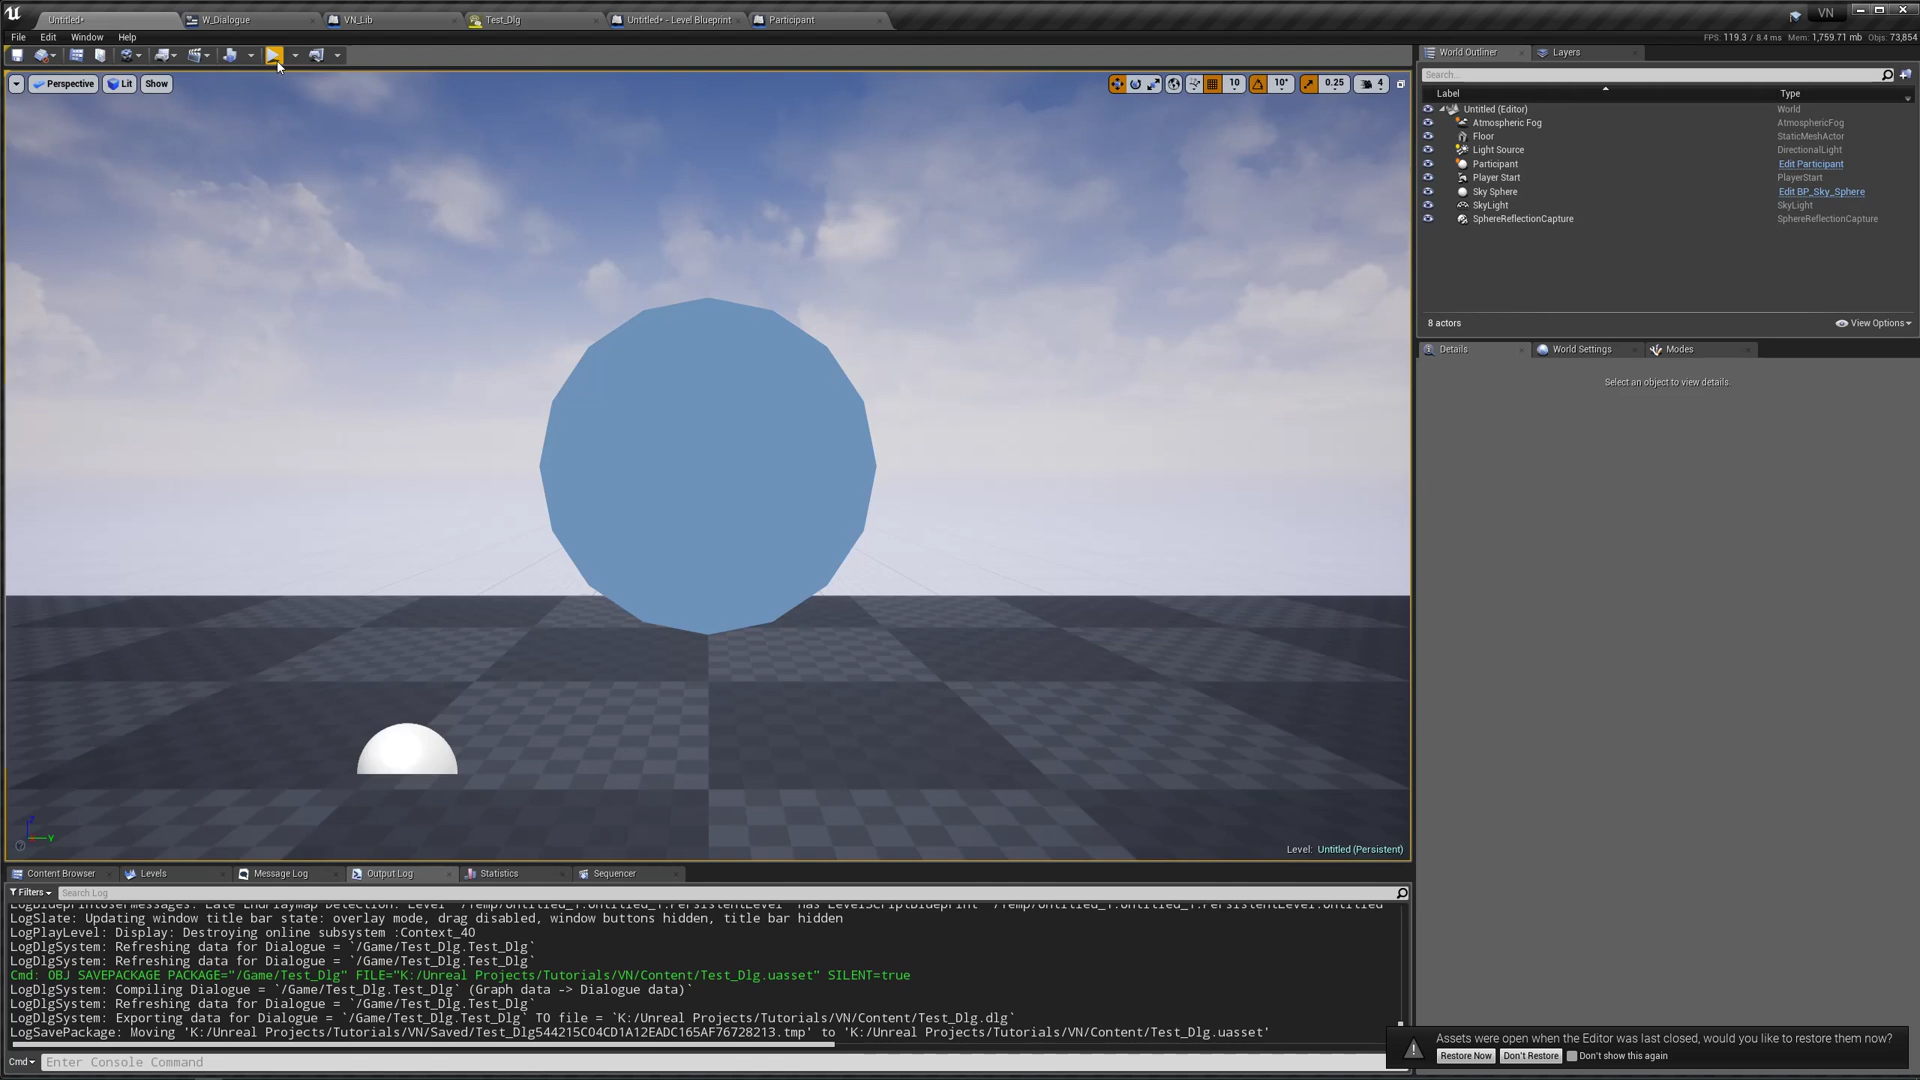 Untitled*
W_Dialogue
VN_Lib
Test_Dlg
Untitled* - Level Blueprint
Participant
VN
File Edit Window Help
FPS: 119.3 / 8.4 ms Mem: 1,759.71 mb Objs: 73,854
Perspective Lit Show
10 10° 0.25 4
World Outliner Layers
Search...
Label Type
Untitled (Editor) World
Atmospheric Fog AtmosphericFog
Floor StaticMeshActor
Light Source DirectionalLight
Participant Edit Participant
Player Start PlayerStart
Sky Sphere Edit BP_Sky_Sphere
SkyLight SkyLight
SphereReflectionCapture SphereReflectionCapture
8 actors View Options
Details World Settings Modes
Select an object to view details.
Z
Y
Level: Untitled (Persistent)
Content Browser Levels Message Log Output Log Statistics Sequencer
Filters Search Log
LogSlate: Updating window title bar state: overlay mode, drag disabled, window buttons hidden, title bar hidden
LogPlayLevel: Display: Destroying online subsystem :Context_40
LogDlgSystem: Refreshing data for Dialogue = `/Game/Test_Dlg.Test_Dlg`
LogDlgSystem: Refreshing data for Dialogue = `/Game/Test_Dlg.Test_Dlg`
Cmd: OBJ SAVEPACKAGE PACKAGE="/Game/Test_Dlg" FILE="K:/Unreal Projects/Tutorials/VN/Content/Test_Dlg.uasset" SILENT=true
LogDlgSystem: Compiling Dialogue = `/Game/Test_Dlg.Test_Dlg` (Graph data -> Dialogue data)`
LogDlgSystem: Refreshing data for Dialogue = `/Game/Test_Dlg.Test_Dlg`
LogDlgSystem: Exporting data for Dialogue = `/Game/Test_Dlg.Test_Dlg` TO file = `K:/Unreal Projects/Tutorials/VN/Content/Test_Dlg.dlg`
LogSavePackage: Moving 'K:/Unreal Projects/Tutorials/VN/Saved/Test_Dlg544215C04CD1A12EADC165AF76728213.tmp' to 'K:/Unreal Projects/Tutorials/VN/Content/Test_Dlg.uasset'
Cmd Enter Console Command
Assets were open when the Editor was last closed, would you like to restore them now?
Restore Now Don't Restore Don't show this again